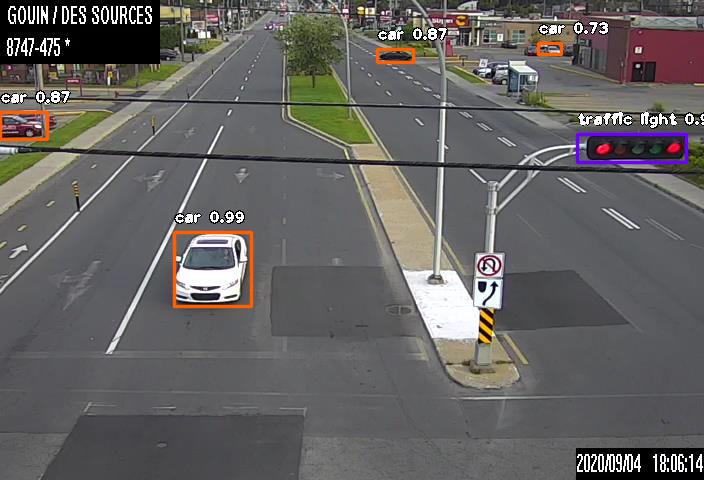 GOUIN / DES SOURCES
8747-475 *
car 0.87
car 0.73
car 0.87
traffic light 0.9
car 0.99
2020/09/04 18:06:14